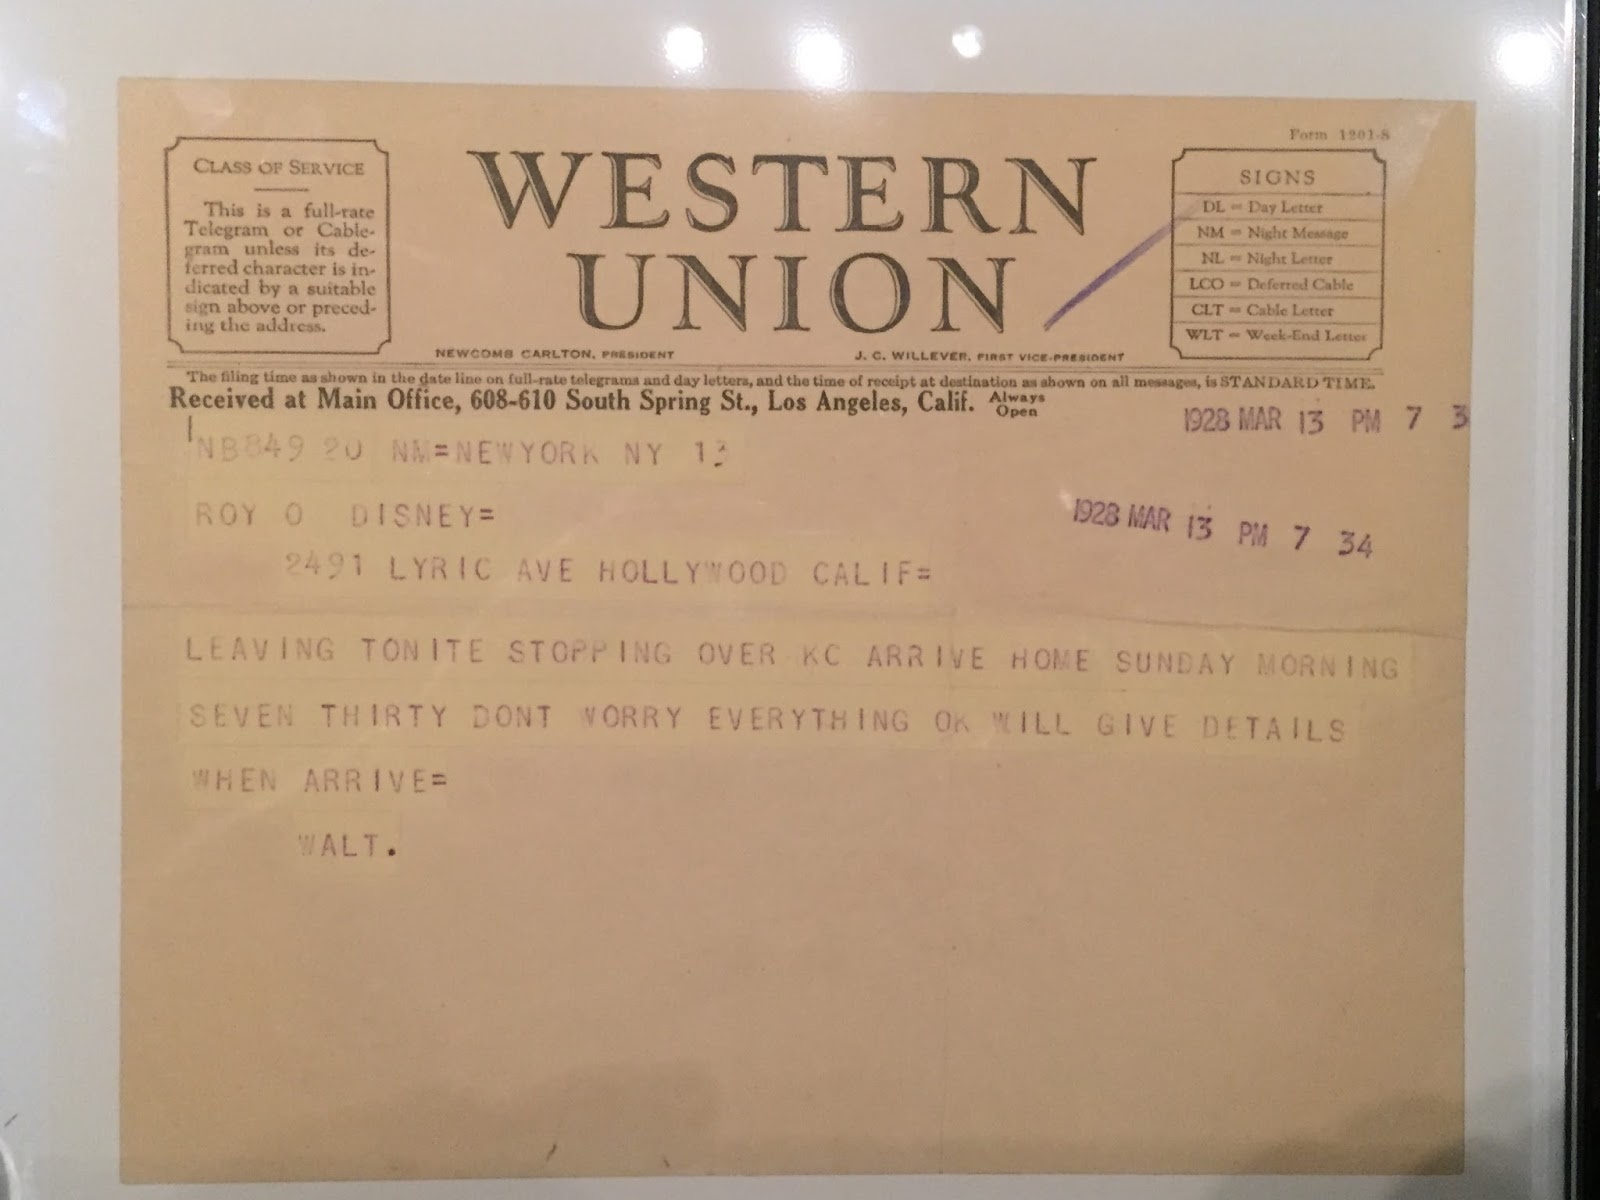 Form 1201-S
CLASS OF SERVICE
This is a full-rate
Telegram or Cable-
gram unless its de-
ferred character is in-
dicated by a suitable
sign above or preced-
ing the address.
WESTERN
UNION
SIGNS
DL = Day Letter
NM = Night Message
NL = Night Letter
LCO = Deferred Cable
CLT = Cable Letter
WLT = Week-End Letter
NEWCOMB CARLTON, PRESIDENT
J. C. WILLEVER, FIRST VICE-PRESIDENT
The filing time as shown in the date line on full-rate telegrams and day letters, and the time of receipt at destination as shown on all messages, is STANDARD TIME.
Received at Main Office, 608-610 South Spring St., Los Angeles, Calif. Always Open
1928 MAR 13 PM 7 3
NB849 20 NM=NEWYORK NY 13
ROY O DISNEY=
1928 MAR 13 PM 7 34
2491 LYRIC AVE HOLLYWOOD CALIF=
LEAVING TONITE STOPPING OVER KC ARRIVE HOME SUNDAY MORNING
SEVEN THIRTY DONT WORRY EVERYTHING OK WILL GIVE DETAILS
WHEN ARRIVE=
WALT.